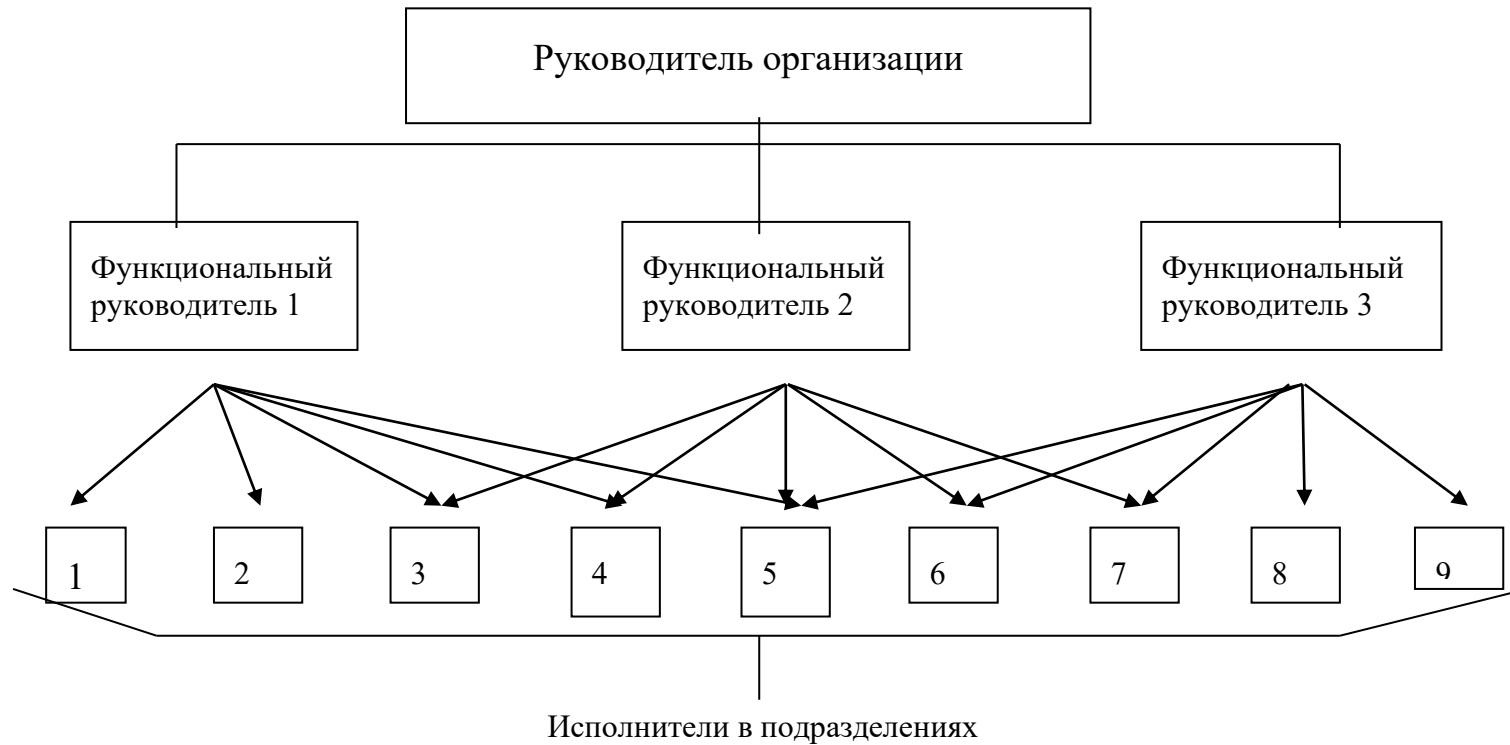 Руководитель организации
Функциональный
руководитель 1
Функциональный
руководитель 2
Функциональный
руководитель 3
1
2
3
4
5
6
7
8
9
Исполнители в подразделениях